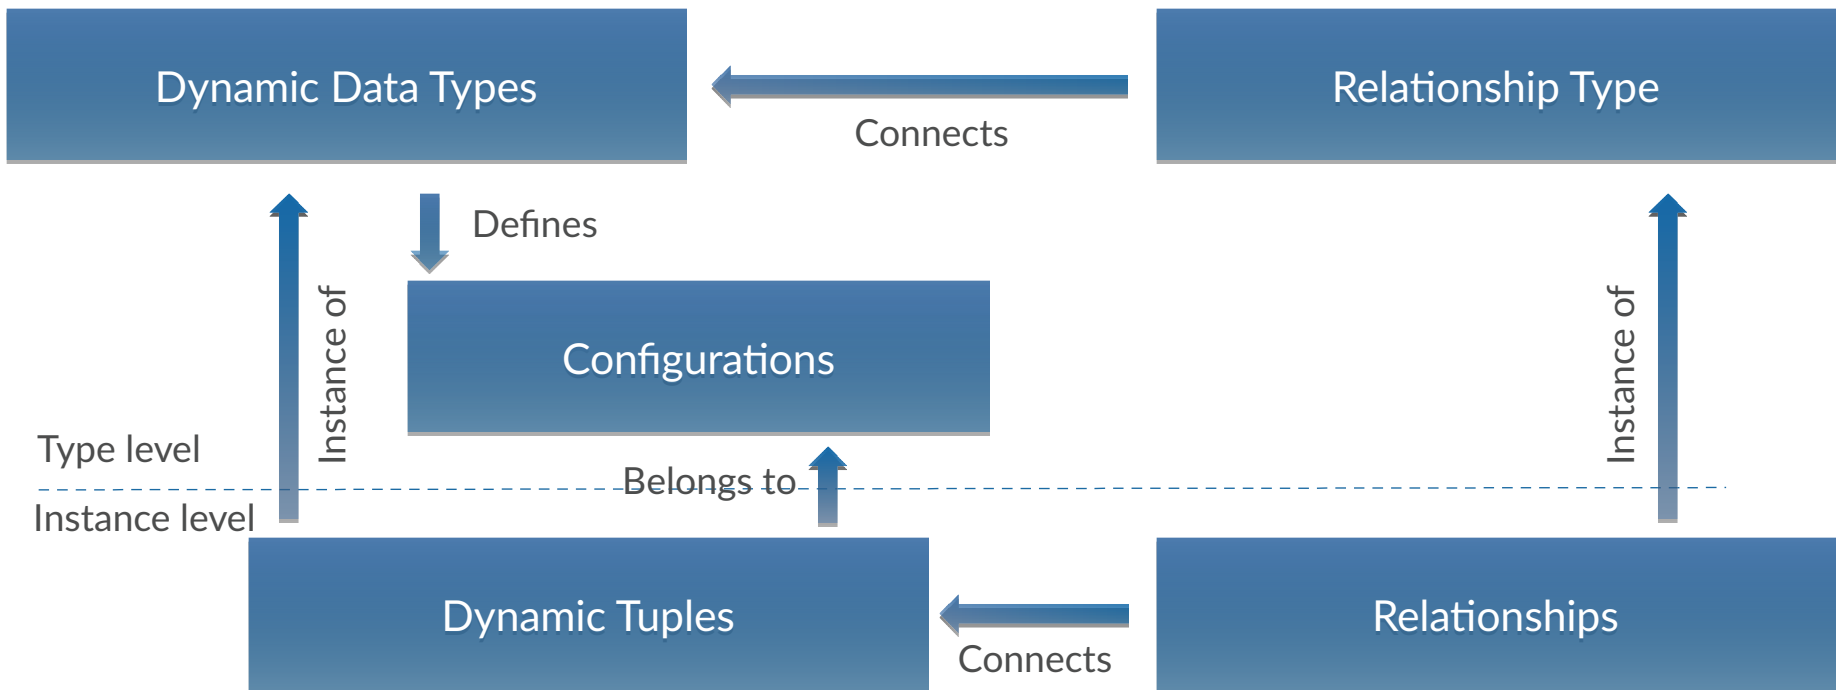 Dynamic Data Types
Relationship Type
Connects
Defines
Instance of
Instance of
Configurations
Type level
Belongs to
Instance level
Dynamic Tuples
Relationships
Connects